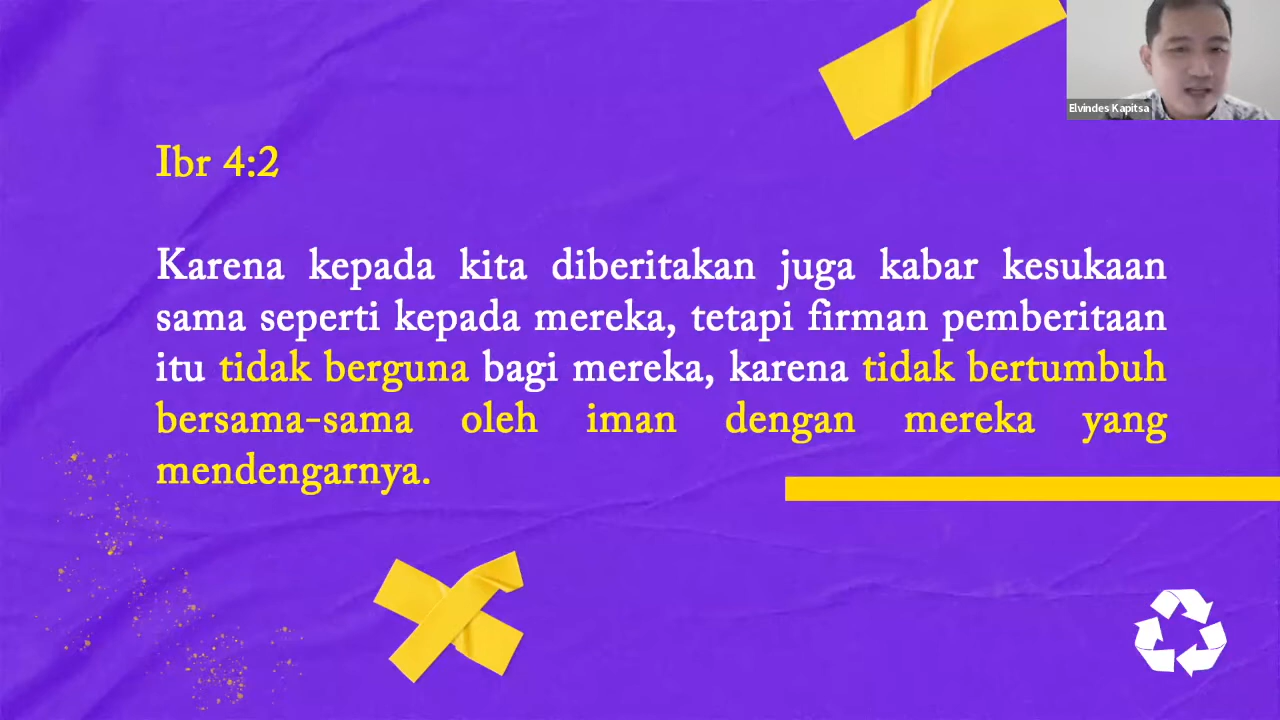 Elvindes Kapitsa
Ibr 4:2
Karena kepada kita diberitakan juga kabar kesukaan
sama seperti kepada mereka, tetapi firman pemberitaan
itu tidak berguna bagi mereka, karena tidak bertumbuh
bersama-sama oleh iman dengan mereka yang
mendengarnya.